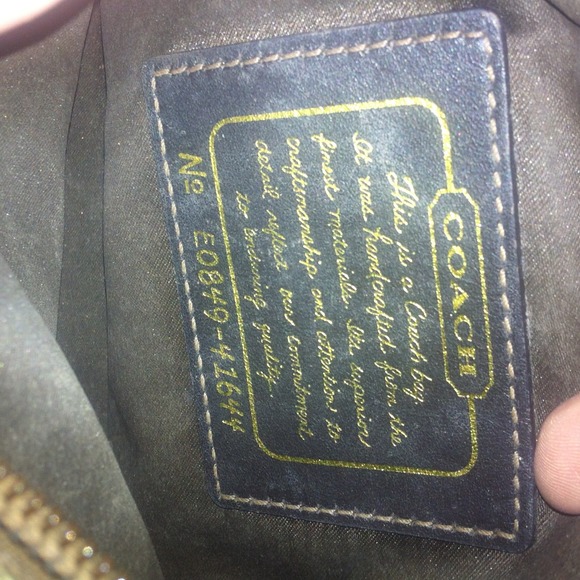 COACH
This is a Coach bag
It was handcrafted from the
finest materials. Its superior
craftsmanship and attention to
detail reflect our commitment
to enduring quality.
Nº E0849-41644